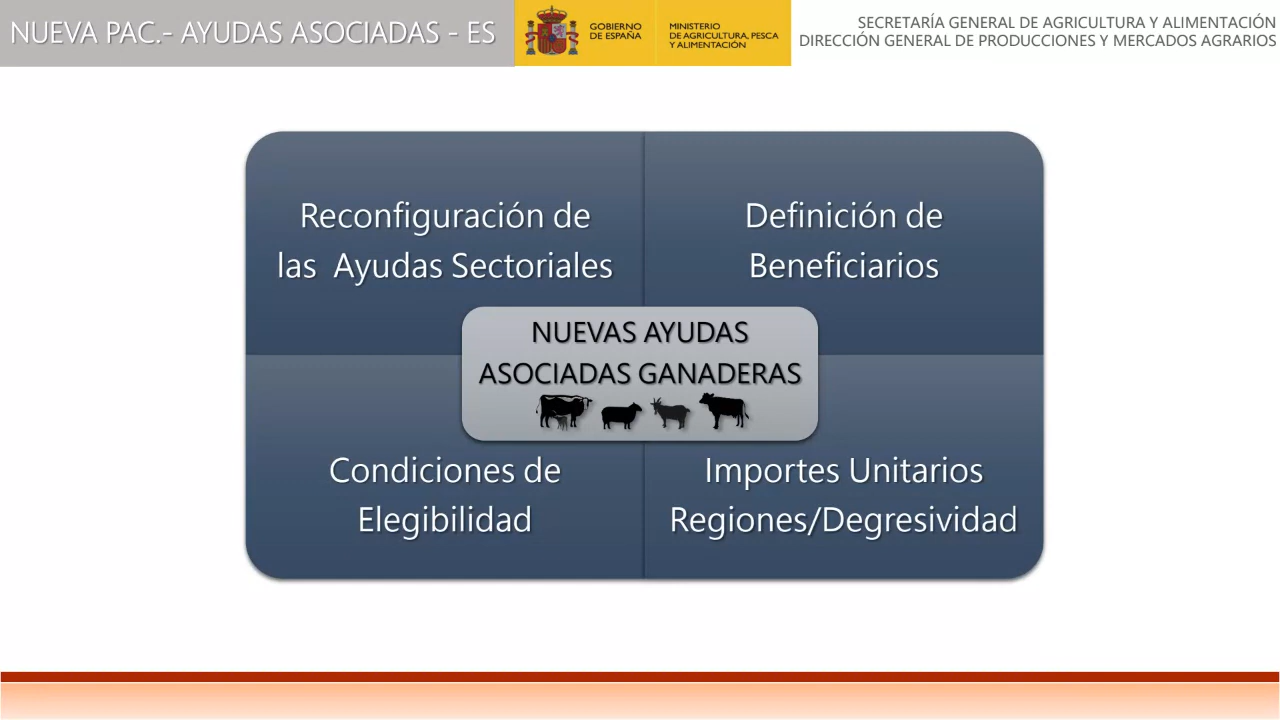 NUEVA PAC.- AYUDAS ASOCIADAS - ES
GOBIERNO
DE ESPAÑA
MINISTERIO
DE AGRICULTURA, PESCA
Y ALIMENTACIÓN
SECRETARÍA GENERAL DE AGRICULTURA Y ALIMENTACIÓN
DIRECCIÓN GENERAL DE PRODUCCIONES Y MERCADOS AGRARIOS
Reconfiguración de
las Ayudas Sectoriales
Definición de
Beneficiarios
NUEVAS AYUDAS
ASOCIADAS GANADERAS
Condiciones de
Elegibilidad
Importes Unitarios
Regiones/Degresividad